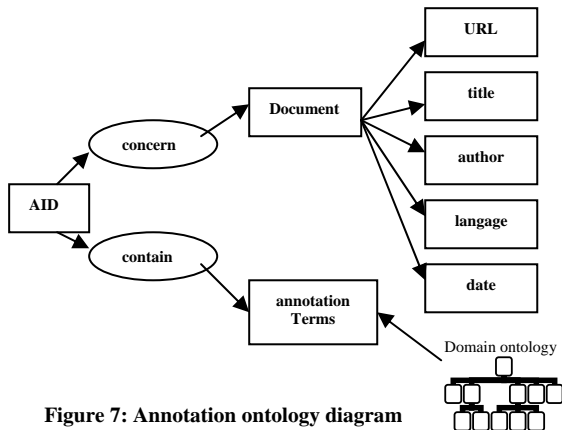 URL
title
Document
concern
author
AID
langage
contain
date
annotation
Terms
Domain ontology
Figure 7: Annotation ontology diagram